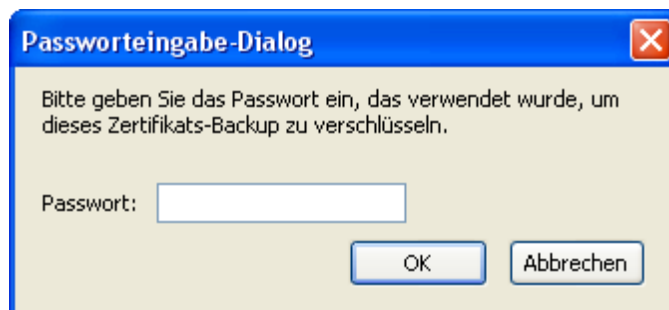 Passworteingabe-Dialog
Bitte geben Sie das Passwort ein, das verwendet wurde, um
dieses Zertifikats-Backup zu verschlüsseln.
Passwort:
OK Abbrechen